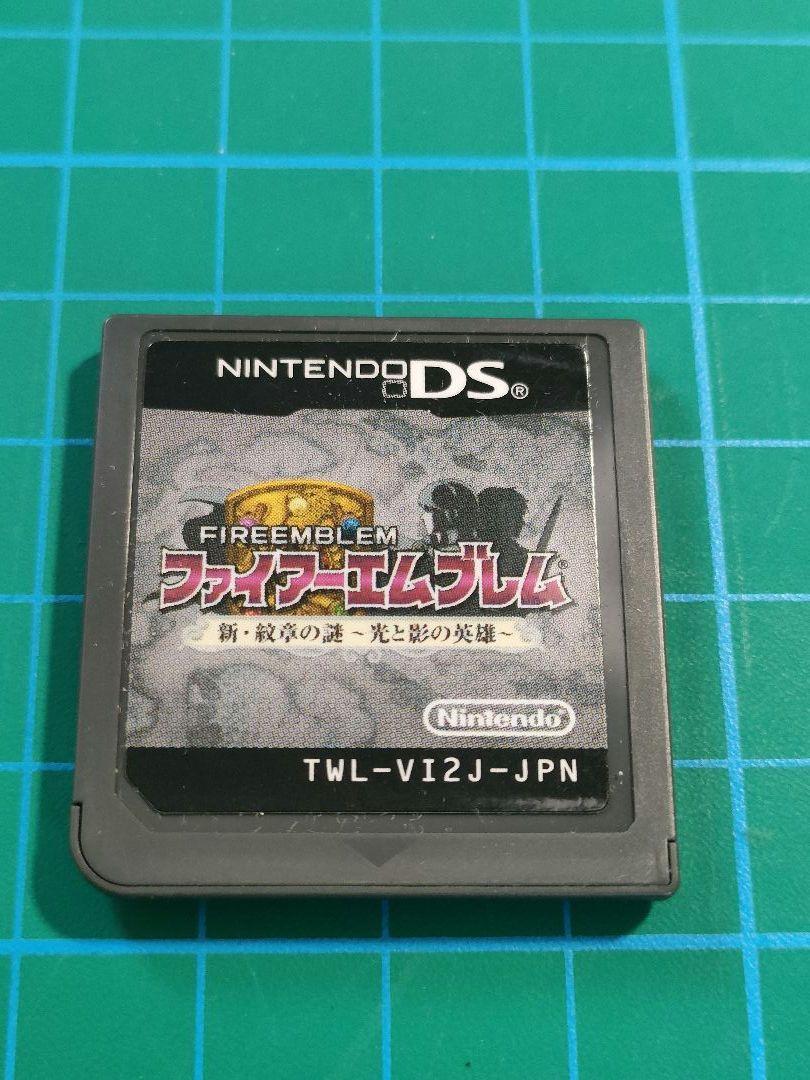 NINTENDO DS®
FIREEMBLEM
ファイアーエムブレム®
新・紋章の謎 ～光と影の英雄～
Nintendo®
TWL-VI2J-JPN